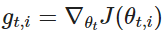 g_{t,i} = ∇_{θ_t} J(θ_{t,i})